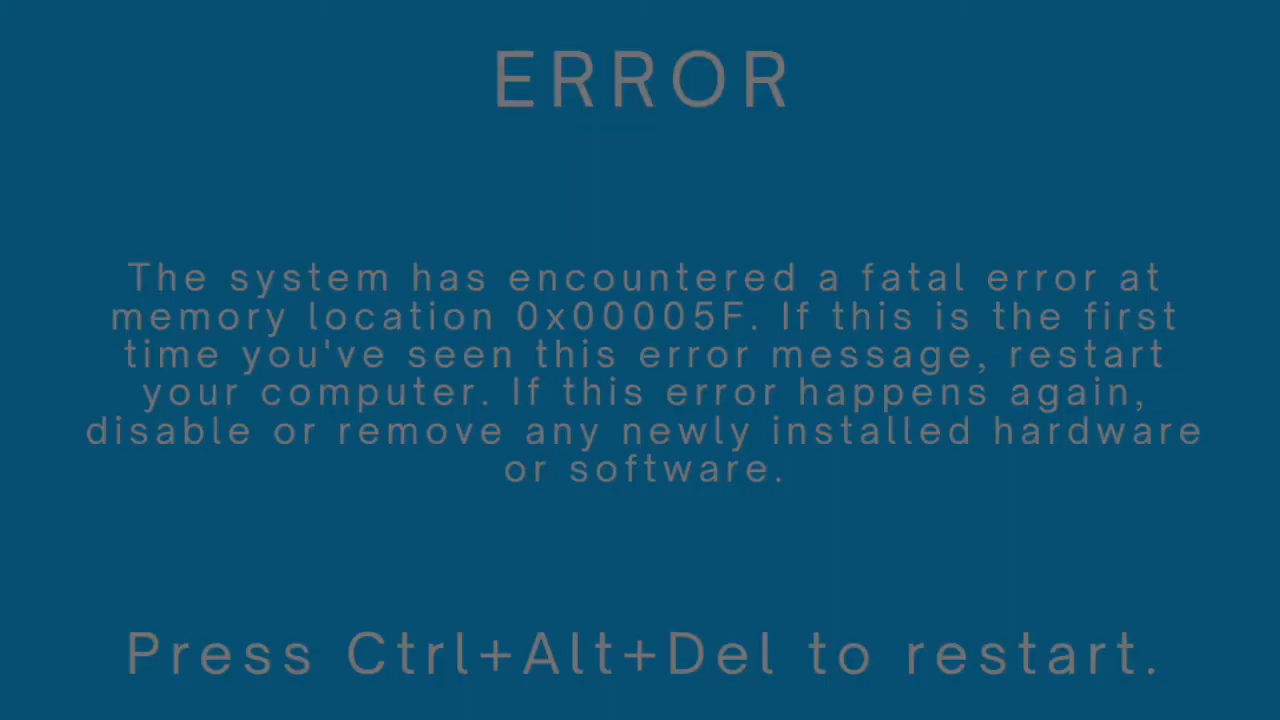 ERROR
The system has encountered a fatal error at
memory location 0x00005F. If this is the first
time you've seen this error message, restart
your computer. If this error happens again,
disable or remove any newly installed hardware
or software.
Press Ctrl+Alt+Del to restart.